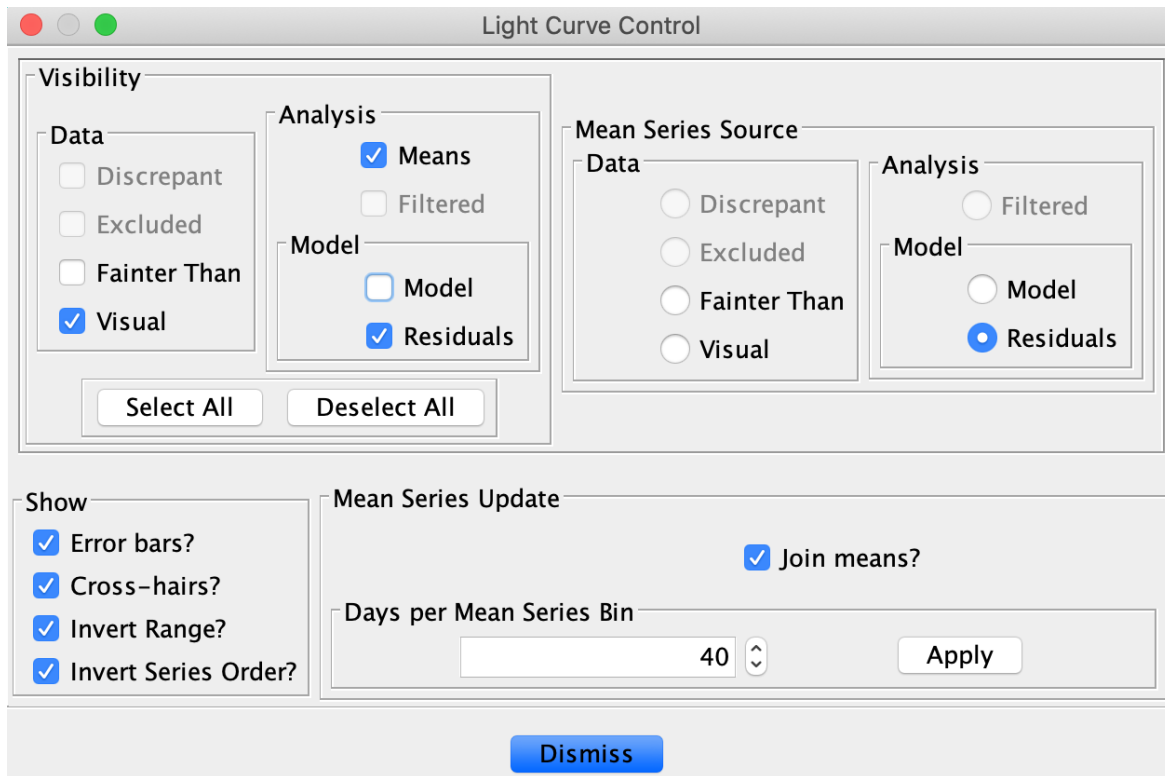 Light Curve Control
Visibility
Data
Discrepant
Excluded
Fainter Than
Visual
Analysis
Means
Filtered
Model
Model
Residuals
Select All
Deselect All
Mean Series Source
Data
Discrepant
Excluded
Fainter Than
Visual
Analysis
Filtered
Model
Model
Residuals
Show
Error bars?
Cross-hairs?
Invert Range?
Invert Series Order?
Mean Series Update
Join means?
Days per Mean Series Bin
40
Apply
Dismiss